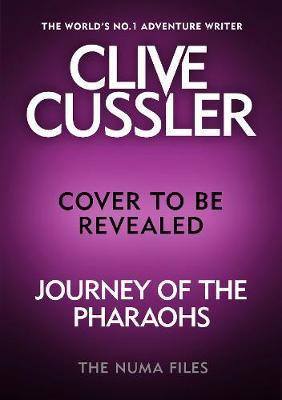 THE WORLD'S NO.1 ADVENTURE WRITER
CLIVE
CUSSLER
COVER TO BE
REVEALED
JOURNEY OF THE
PHARAOHS
THE NUMA FILES